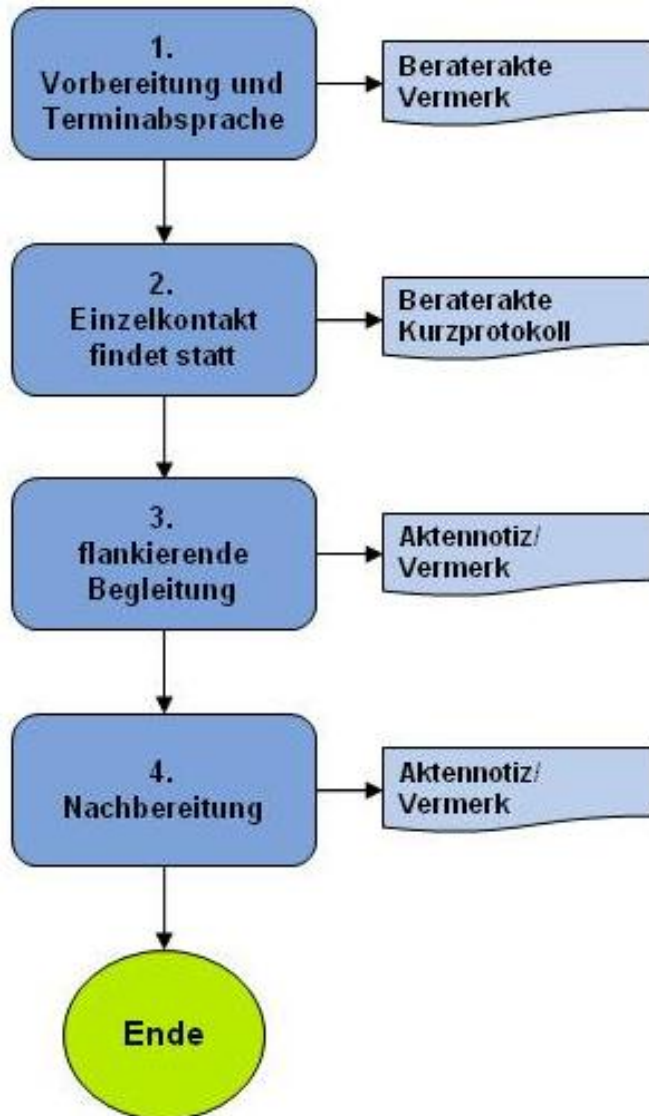 1.
Vorbereitung und
Terminabsprache
Beraterakte
Vermerk
2.
Einzelkontakt
findet statt
Beraterakte
Kurzprotokoll
3.
flankierende
Begleitung
Aktennotiz/
Vermerk
4.
Nachbereitung
Aktennotiz/
Vermerk
Ende